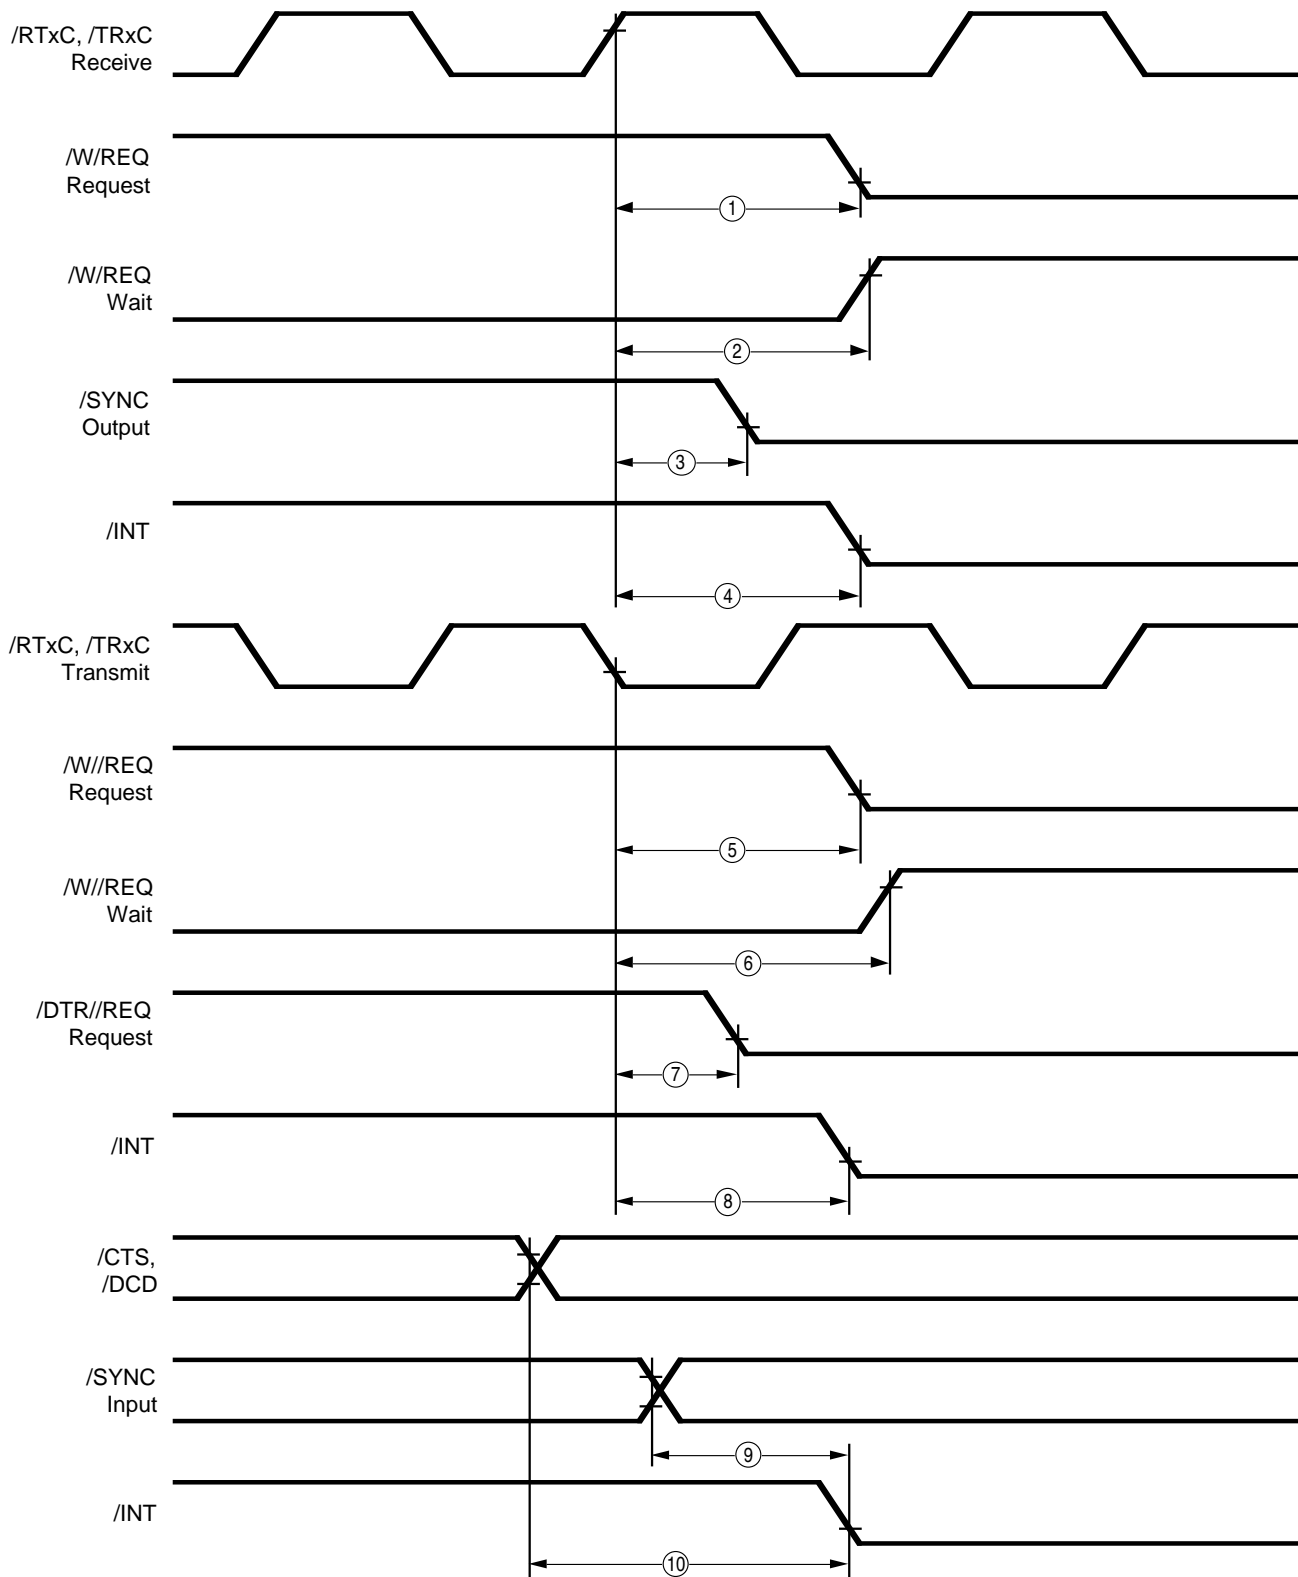 /RTxC, /TRxC
Receive
/W/REQ
Request
1
/W/REQ
Wait
2
/SYNC
Output
3
/INT
4
/RTxC, /TRxC
Transmit
/W//REQ
Request
5
/W//REQ
Wait
6
/DTR//REQ
Request
7
/INT
8
/CTS,
/DCD
/SYNC
Input
9
/INT
10